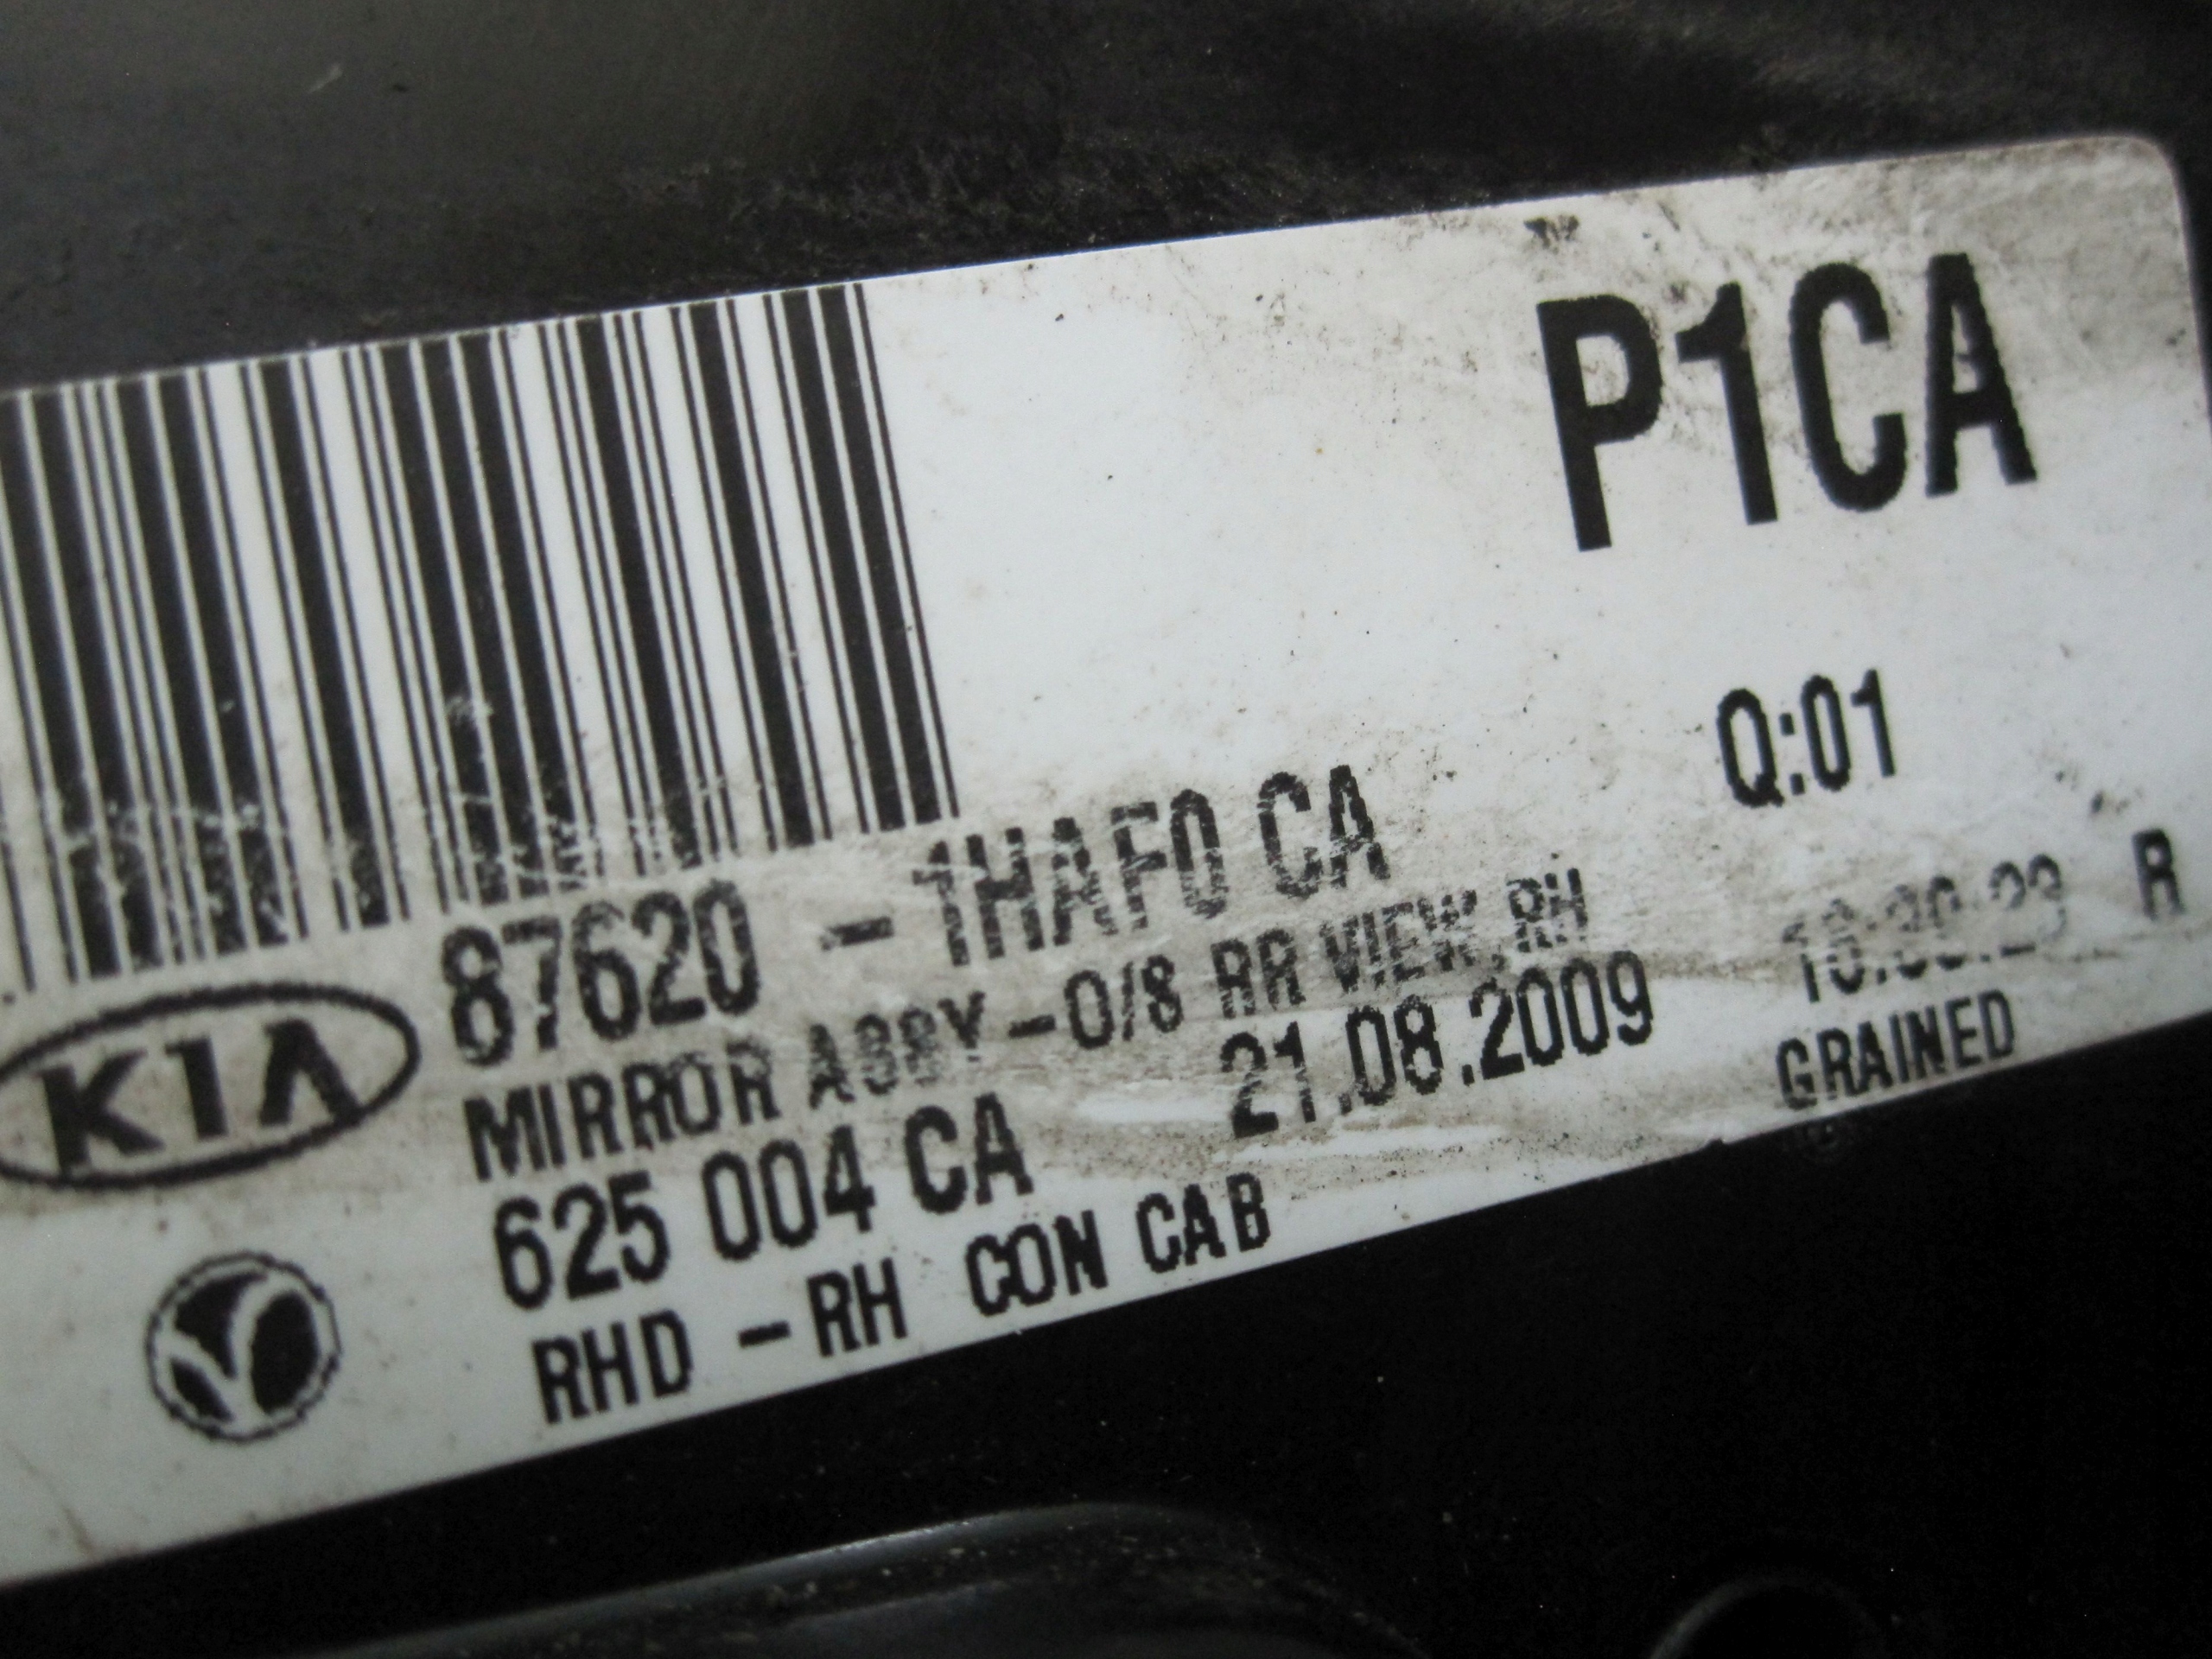 P1CA
Q:01
87620 -1HAF0 CA
R
MIRROR ASSY-O/S RR VIEW,RH
KIA
625 004 CA 21.08.2009 GRAINED
RHD -RH CON CAB